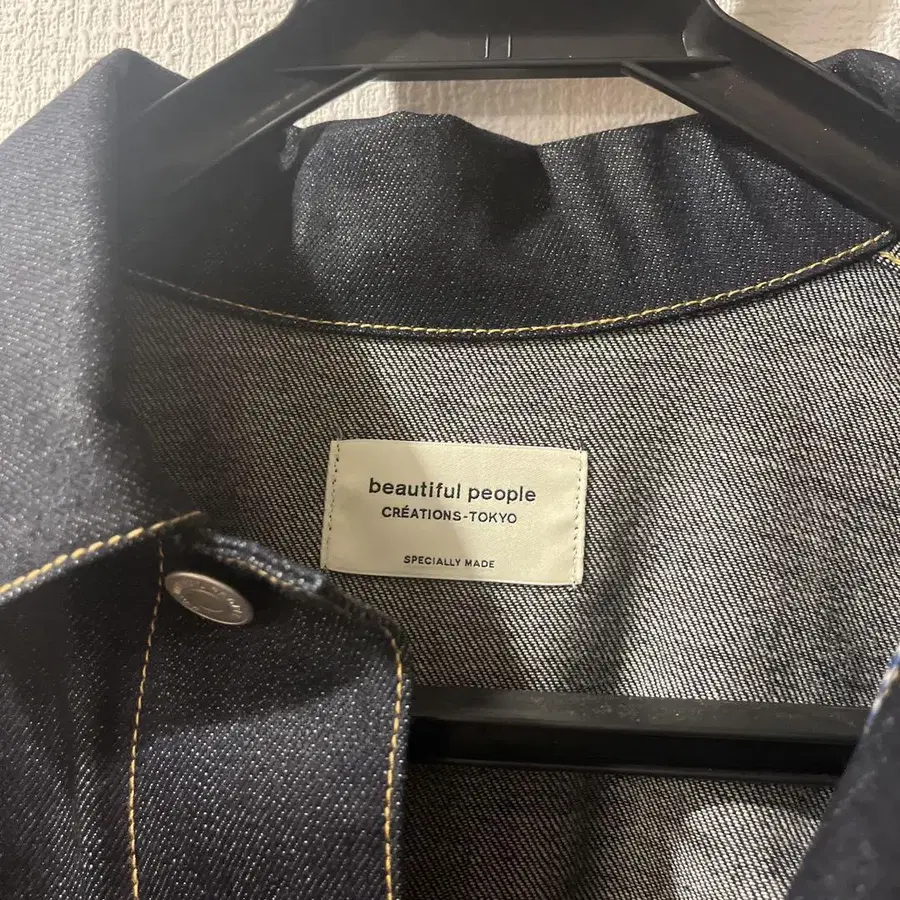 beautiful people
CRÉATIONS-TOKYO
SPECIALLY MADE